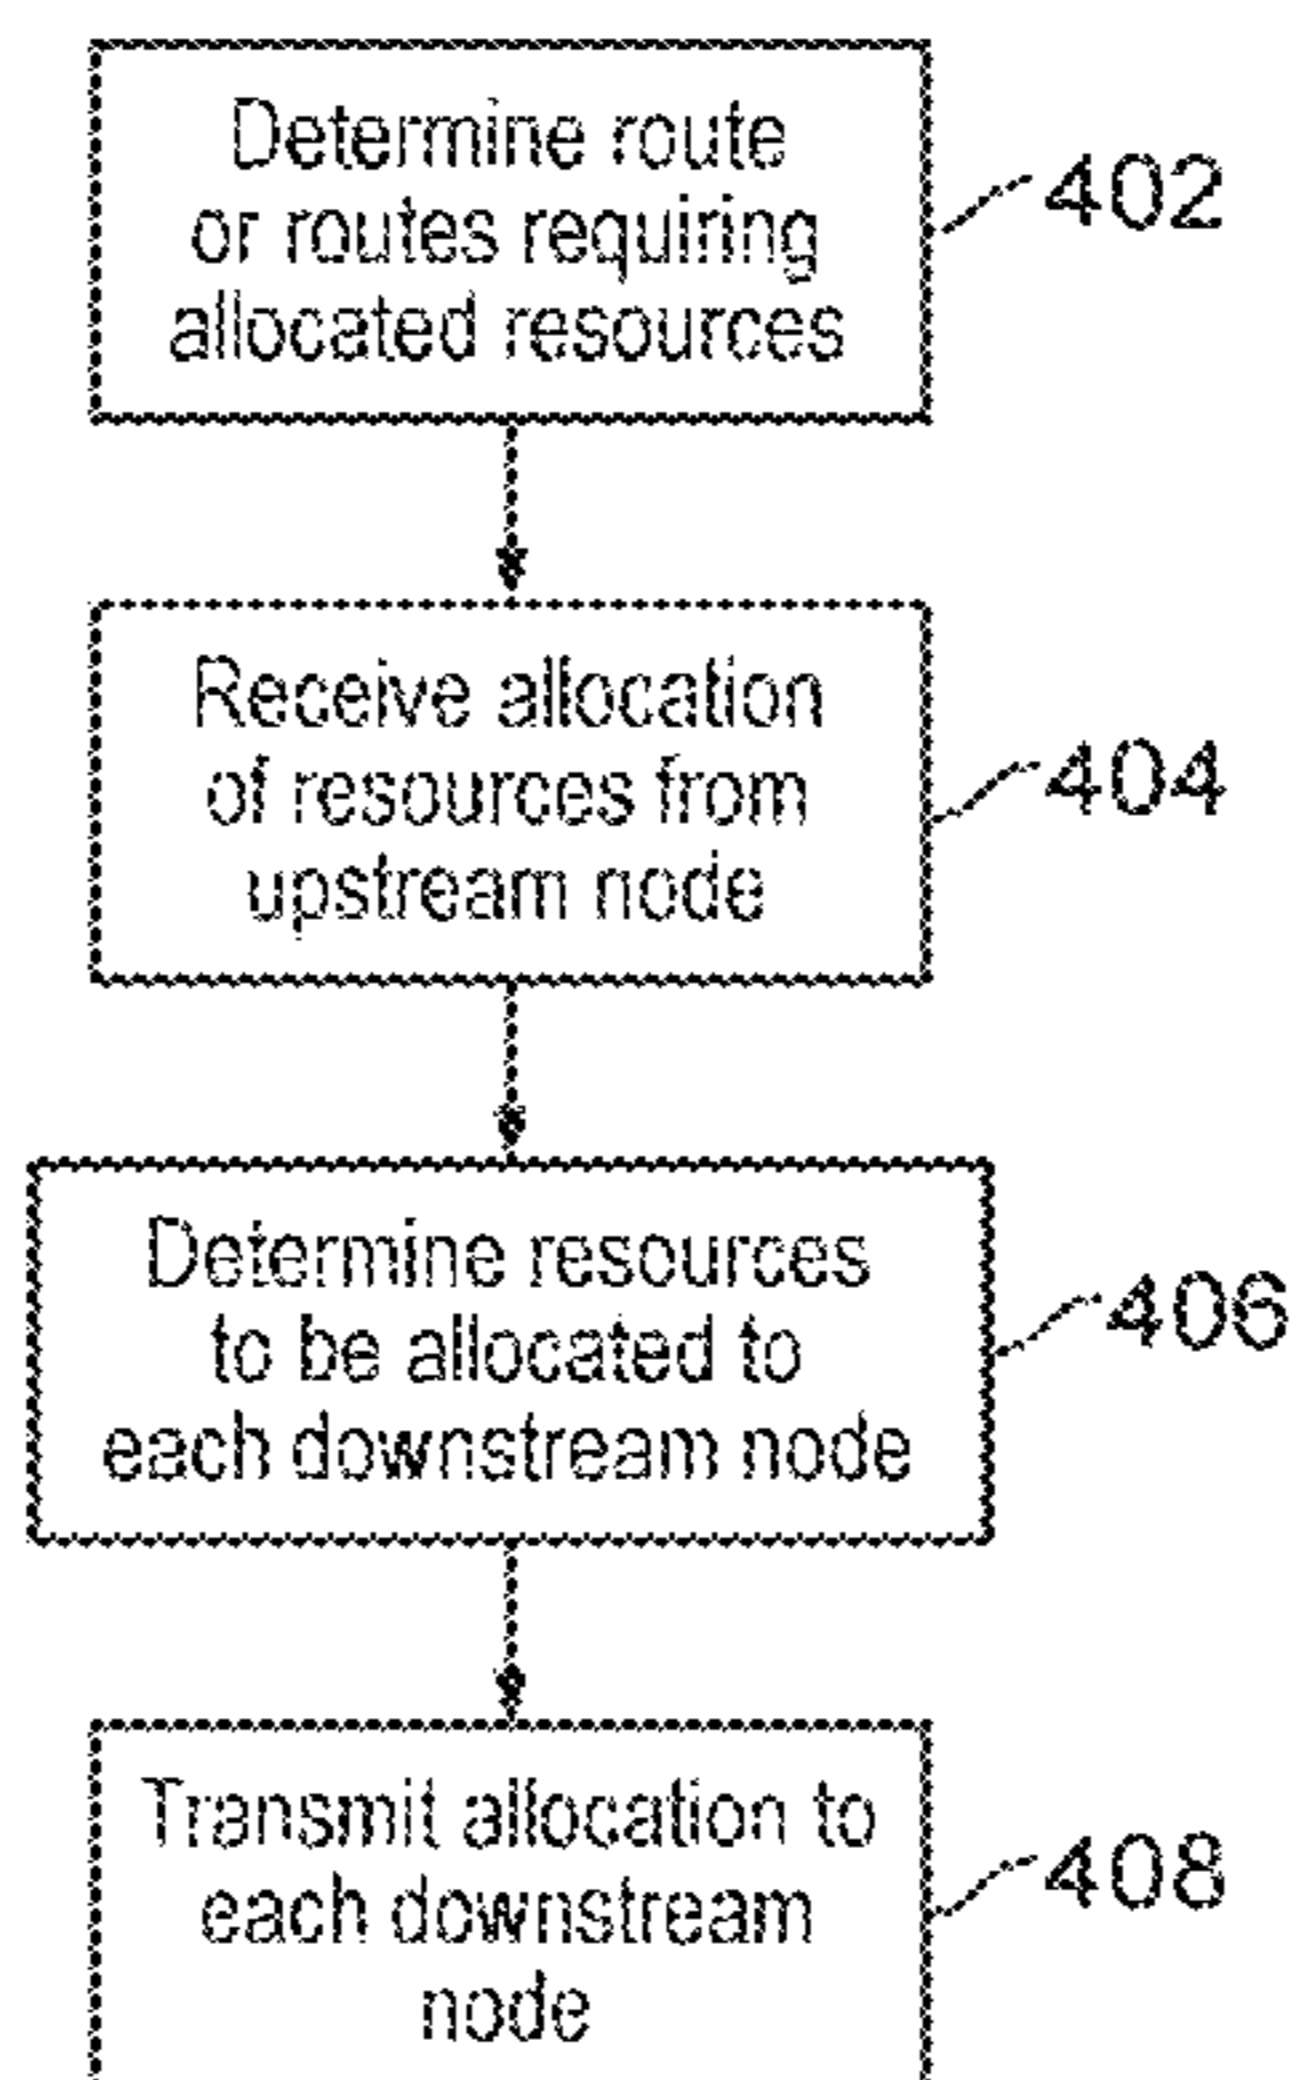 Determine route
or routes requiring
allocated resources
402
Receive allocation
of resources from
upstream node
404
Determine resources
to be allocated to
each downstream node
406
Transmit allocation to
each downstream
node
408